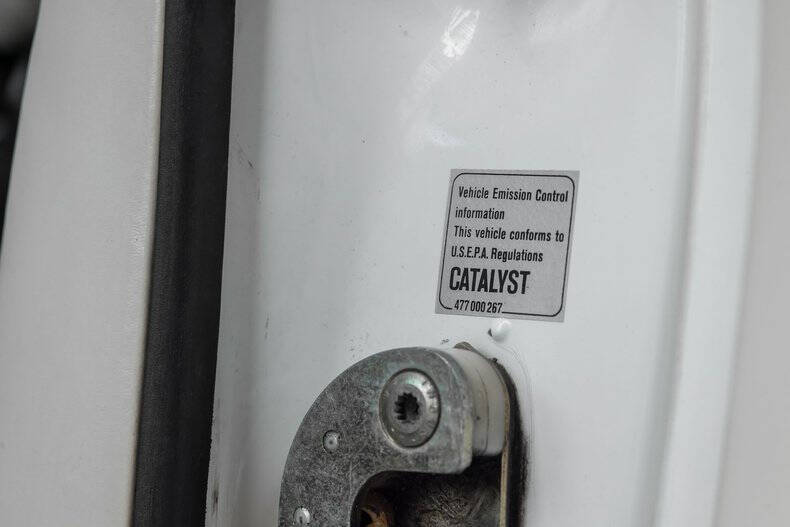 Vehicle Emission Control
information
This vehicle conforms to
U.S.E.P.A. Regulations
CATALYST
477 000 267